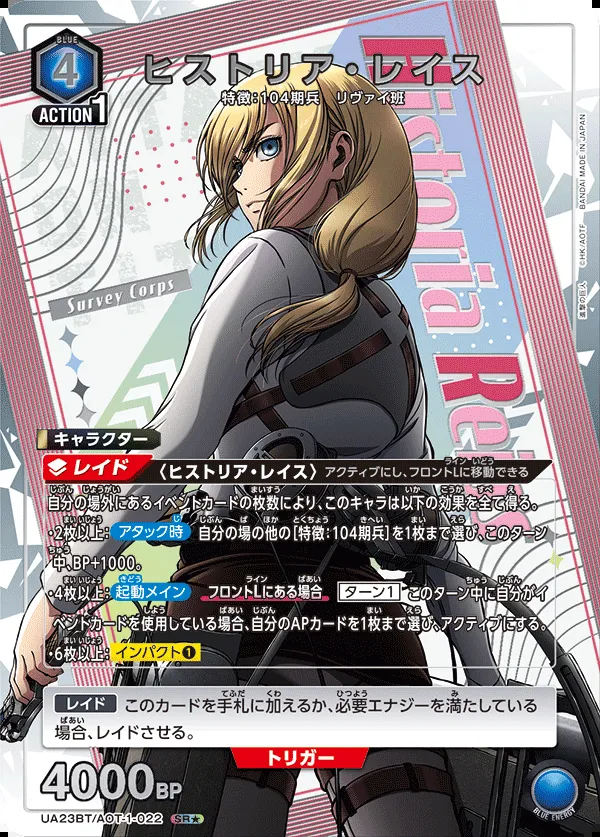 BLUE
4
ACTION 1
ヒストリア・レイス
特徴:104期兵 リヴァイ班
Historia Reiss
Survey Corps
BANDAI MADE IN JAPAN
©HK/AOTF
進撃の巨人
キャラクター
レイド 〈ヒストリア・レイス〉アクティブにし、フロントLに移動できる
自分の場外にあるイベントカードの枚数により、このキャラは以下の効果を全て得る。
・2枚以上:アタック時 自分の場の他の[特徴:104期兵]を1枚まで選び、このターン
中、BP+1000。
・4枚以上:起動メイン フロントLにある場合 ターン1 このターン中に自分がイ
ベントカードを使用している場合、自分のAPカードを1枚まで選び、アクティブにする。
・6枚以上:インパクト❶
レイド このカードを手札に加えるか、必要エナジーを満たしている
場合、レイドさせる。
トリガー
4000BP
BLUE ENERGY
UA23BT/AOT-1-022 SR★